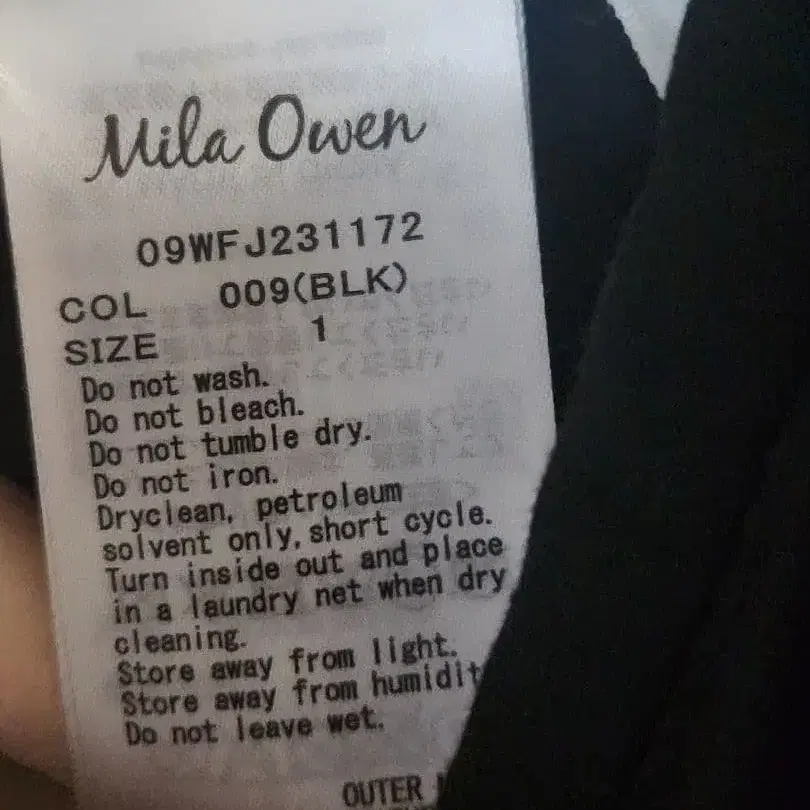 Mila Owen
09WFJ231172
COL 009(BLK)
SIZE 1
Do not wash.
Do not bleach.
Do not tumble dry.
Do not iron.
Dryclean, petroleum
solvent only, short cycle.
Turn inside out and place
in a laundry net when dry
cleaning.
Store away from light.
Store away from humidit
Do not leave wet.
OUTER